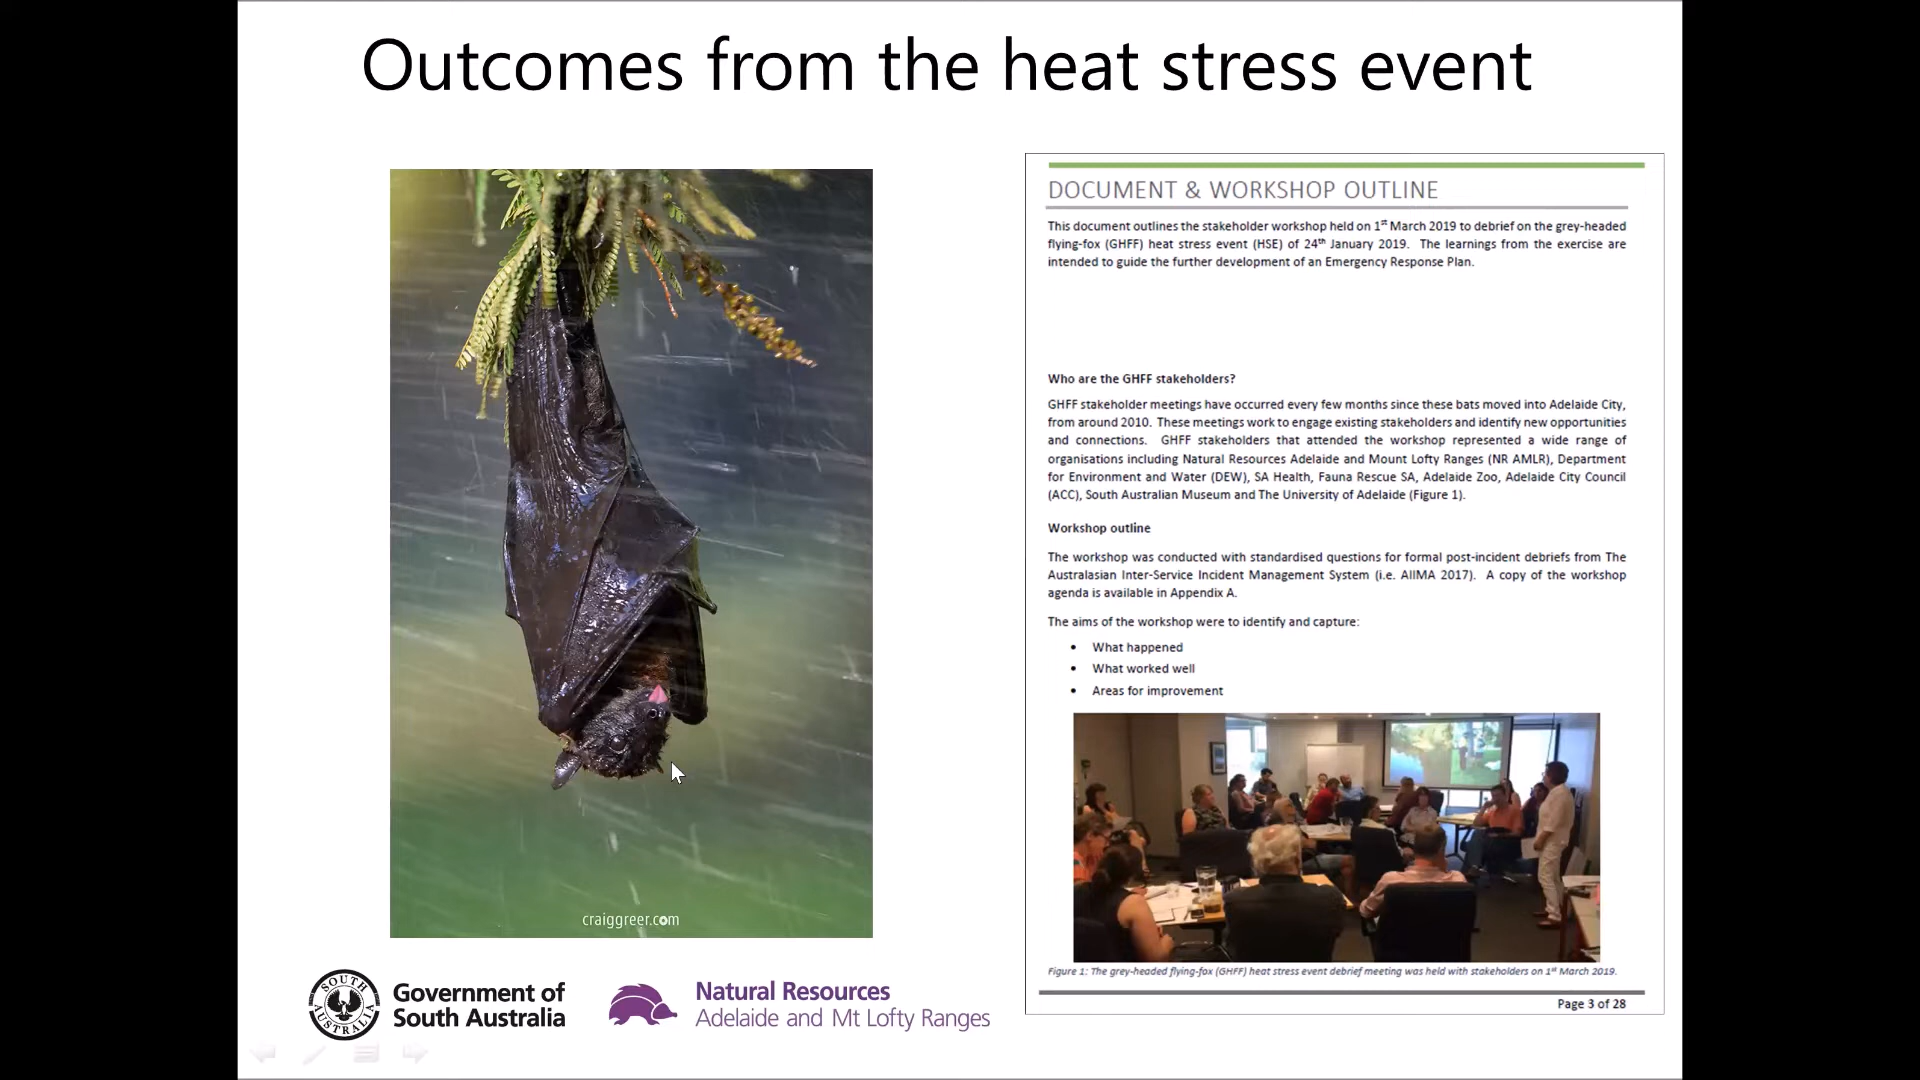 Outcomes from the heat stress event
craiggreer.com
SOUTH
AUSTRALIA
Government of
South Australia
Natural Resources
Adelaide and Mt Lofty Ranges
DOCUMENT & WORKSHOP OUTLINE
This document outlines the stakeholder workshop held on 1st March 2019 to debrief on the grey-headed
flying-fox (GHFF) heat stress event (HSE) of 24th January 2019. The learnings from the exercise are
intended to guide the further development of an Emergency Response Plan.
Who are the GHFF stakeholders?
GHFF stakeholder meetings have occurred every few months since these bats moved into Adelaide City,
from around 2010. These meetings work to engage existing stakeholders and identify new opportunities
and connections. GHFF stakeholders that attended the workshop represented a wide range of
organisations including Natural Resources Adelaide and Mount Lofty Ranges (NR AMLR), Department
for Environment and Water (DEW), SA Health, Fauna Rescue SA, Adelaide Zoo, Adelaide City Council
(ACC), South Australian Museum and The University of Adelaide (Figure 1).
Workshop outline
The workshop was conducted with standardised questions for formal post-incident debriefs from The
Australasian Inter-Service Incident Management System (i.e. AIIMA 2017). A copy of the workshop
agenda is available in Appendix A.
The aims of the workshop were to identify and capture:
• What happened
• What worked well
• Areas for improvement
Figure 1: The grey-headed flying-fox (GHFF) heat stress event debrief meeting was held with stakeholders on 1st March 2019.
Page 3 of 28